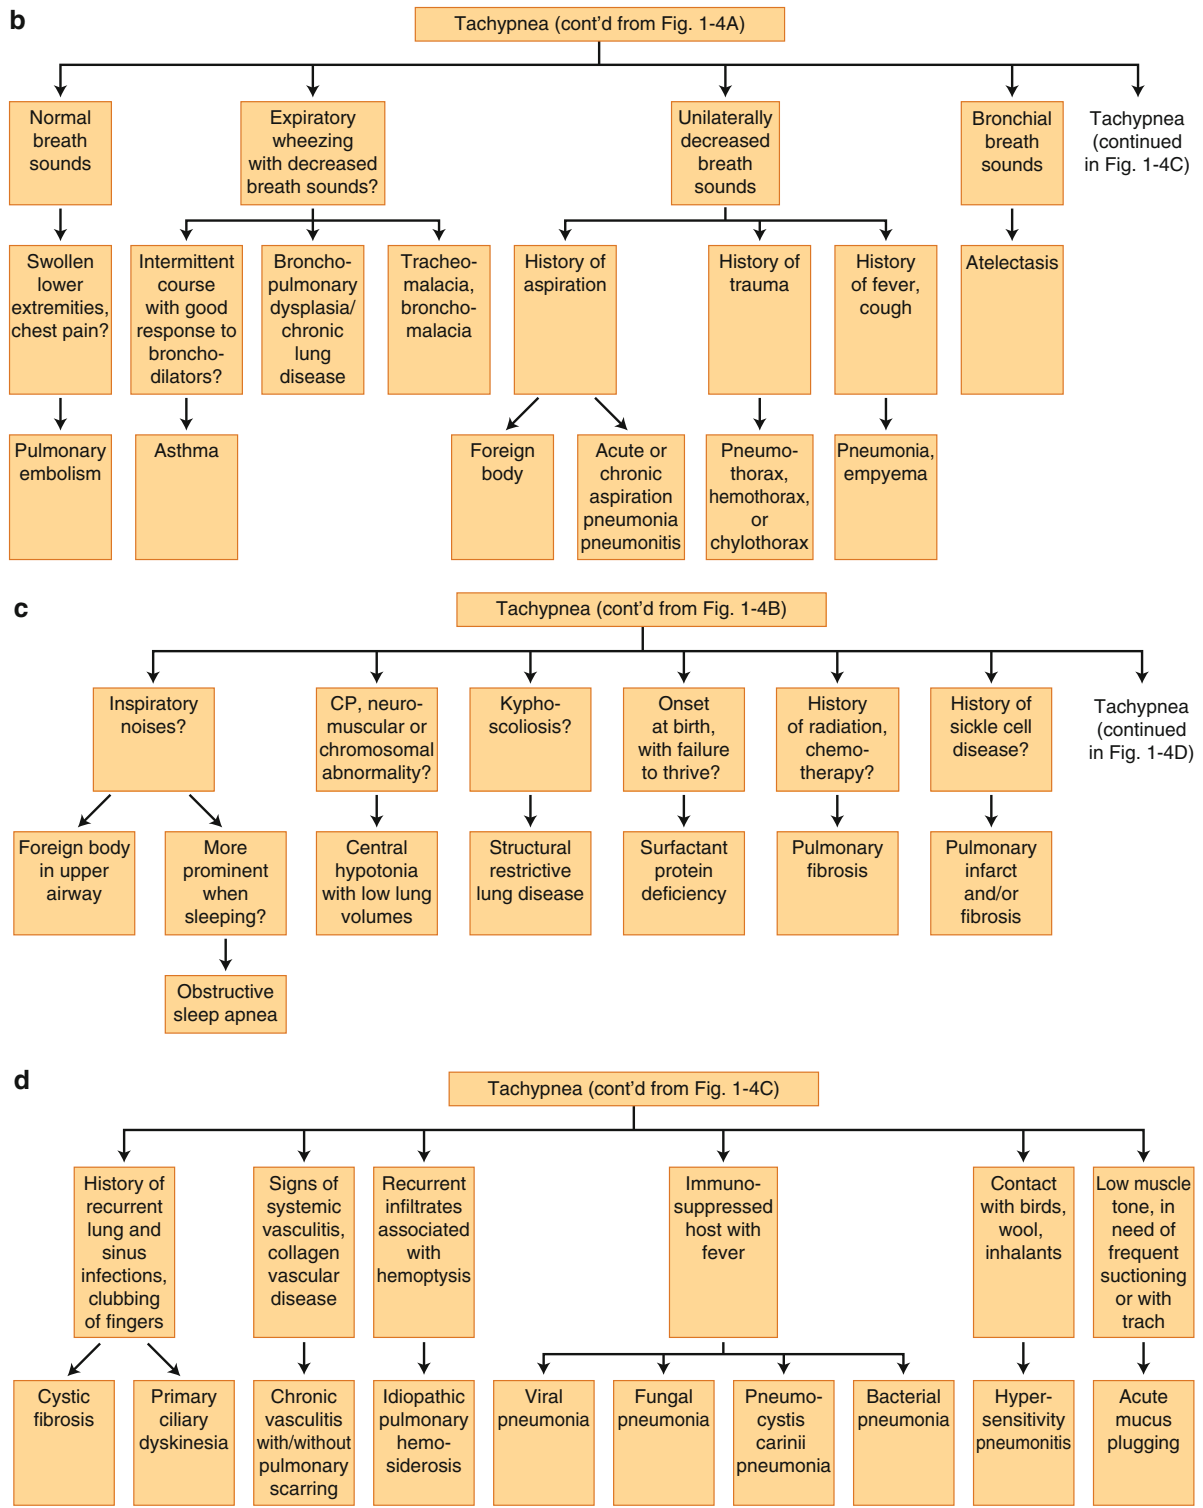 b
Tachypnea (cont'd from Fig. 1-4A)
Normal
breath
sounds
Expiratory
wheezing
with decreased
breath sounds?
Unilaterally
decreased
breath
sounds
Bronchial
breath
sounds
Tachypnea
(continued
in Fig. 1-4C)
Swollen
lower
extremities,
chest pain?
Intermittent
course
with good
response to
broncho-
dilators?
Broncho-
pulmonary
dysplasia/
chronic
lung
disease
Tracheo-
malacia,
broncho-
malacia
History of
aspiration
History of
trauma
History
of fever,
cough
Atelectasis
Pulmonary
embolism
Asthma
Foreign
body
Acute or
chronic
aspiration
pneumonia
pneumonitis
Pneumo-
thorax,
hemothorax,
or
chylothorax
Pneumonia,
empyema
c
Tachypnea (cont'd from Fig. 1-4B)
Inspiratory
noises?
CP, neuro-
muscular or
chromosomal
abnormality?
Kypho-
scoliosis?
Onset
at birth,
with failure
to thrive?
History
of radiation,
chemo-
therapy?
History of
sickle cell
disease?
Tachypnea
(continued
in Fig. 1-4D)
Foreign body
in upper
airway
More
prominent
when
sleeping?
Central
hypotonia
with low lung
volumes
Structural
restrictive
lung disease
Surfactant
protein
deficiency
Pulmonary
fibrosis
Pulmonary
infarct
and/or
fibrosis
Obstructive
sleep apnea
d
Tachypnea (cont'd from Fig. 1-4C)
History of
recurrent
lung and
sinus
infections,
clubbing
of fingers
Signs of
systemic
vasculitis,
collagen
vascular
disease
Recurrent
infiltrates
associated
with
hemoptysis
Immuno-
suppressed
host with
fever
Contact
with birds,
wool,
inhalants
Low muscle
tone, in
need of
frequent
suctioning
or with
trach
Cystic
fibrosis
Primary
ciliary
dyskinesia
Chronic
vasculitis
with/without
pulmonary
scarring
Idiopathic
pulmonary
hemo-
siderosis
Viral
pneumonia
Fungal
pneumonia
Pneumo-
cystis
carinii
pneumonia
Bacterial
pneumonia
Hyper-
sensitivity
pneumonitis
Acute
mucus
plugging